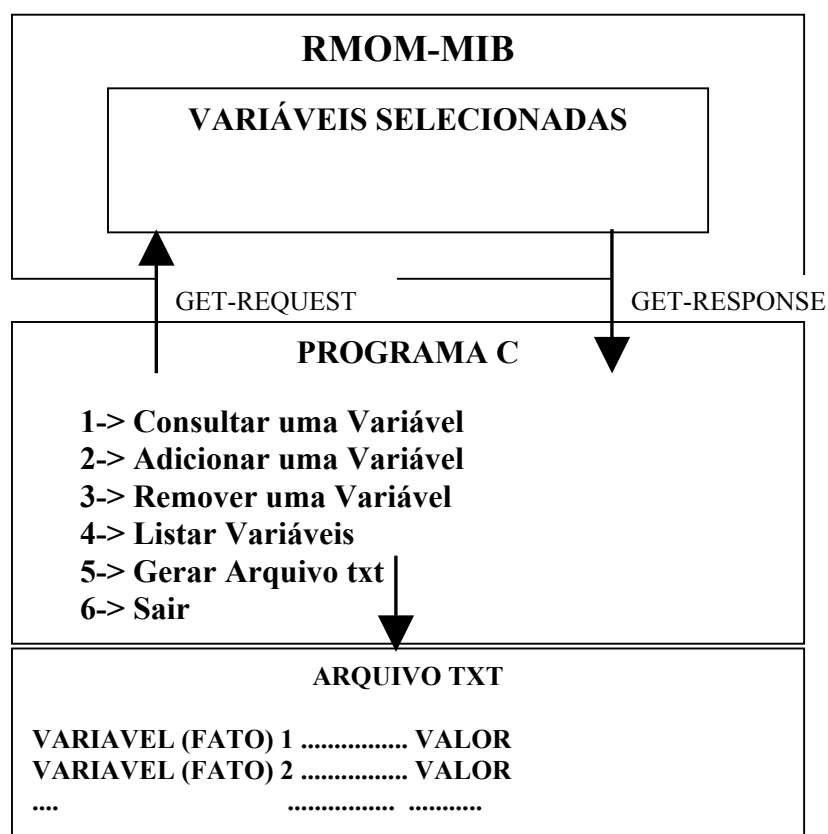 RMOM-MIB
VARIÁVEIS SELECIONADAS
GET-REQUEST
GET-RESPONSE
PROGRAMA C
1-> Consultar uma Variável
2-> Adicionar uma Variável
3-> Remover uma Variável
4-> Listar Variáveis
5-> Gerar Arquivo txt
6-> Sair
ARQUIVO TXT
VARIAVEL (FATO) 1 ................ VALOR
VARIAVEL (FATO) 2 ................ VALOR
.... ................ ...........